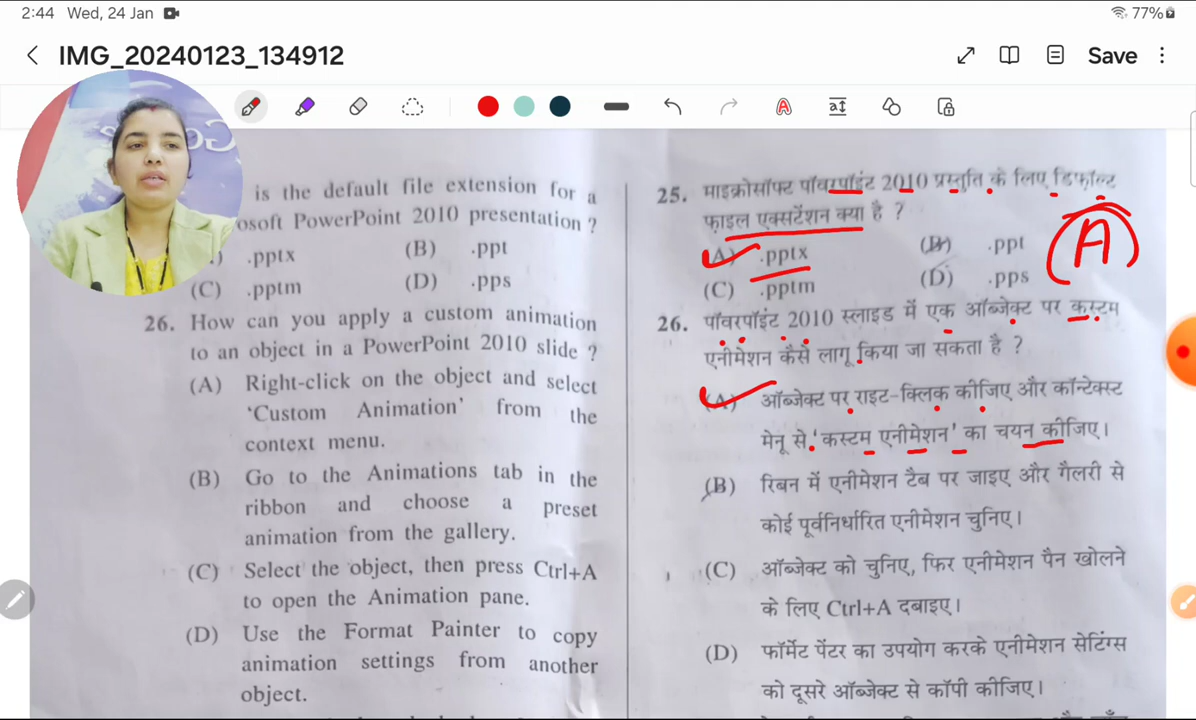 2:44 Wed, 24 Jan
77%
IMG_20240123_134912
Save
is the default file extension for a
osoft PowerPoint 2010 presentation ?
.pptx (B) .ppt
(C) .pptm (D) .pps
26. How can you apply a custom animation
to an object in a PowerPoint 2010 slide ?
(A) Right-click on the object and select
‘Custom Animation’ from the
context menu.
(B) Go to the Animations tab in the
ribbon and choose a preset
animation from the gallery.
(C) Select the object, then press Ctrl+A
to open the Animation pane.
(D) Use the Format Painter to copy
animation settings from another
object.
25. माइक्रोसॉफ्ट पॉवरपॉइंट 2010 प्रस्तुति के लिए डिफ़ॉल्ट
फ़ाइल एक्सटेंशन क्या है ?
(A) .pptx (B) .ppt
(C) .pptm (D) .pps
A
26. पॉवरपॉइंट 2010 स्लाइड में एक ऑब्जेक्ट पर कस्टम
एनीमेशन कैसे लागू किया जा सकता है ?
(A) ऑब्जेक्ट पर राइट-क्लिक कीजिए और कॉन्टेक्स्ट
मेनू से ‘कस्टम एनीमेशन’ का चयन कीजिए।
(B) रिबन में एनीमेशन टैब पर जाइए और गैलरी से
कोई पूर्वनिर्धारित एनीमेशन चुनिए।
(C) ऑब्जेक्ट को चुनिए, फिर एनीमेशन पैन खोलने
के लिए Ctrl+A दबाइए।
(D) फॉर्मेट पेंटर का उपयोग करके एनीमेशन सेटिंग्स
को दूसरे ऑब्जेक्ट से कॉपी कीजिए।